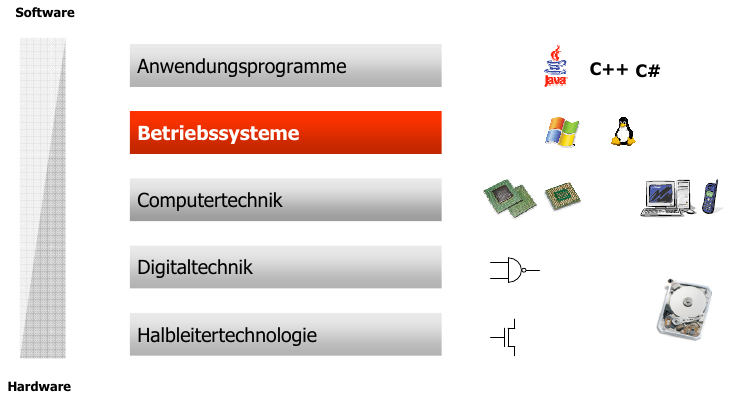 Software
Anwendungsprogramme
Java C++ C#
Betriebssysteme
Computertechnik
Digitaltechnik
Halbleitertechnologie
Hardware